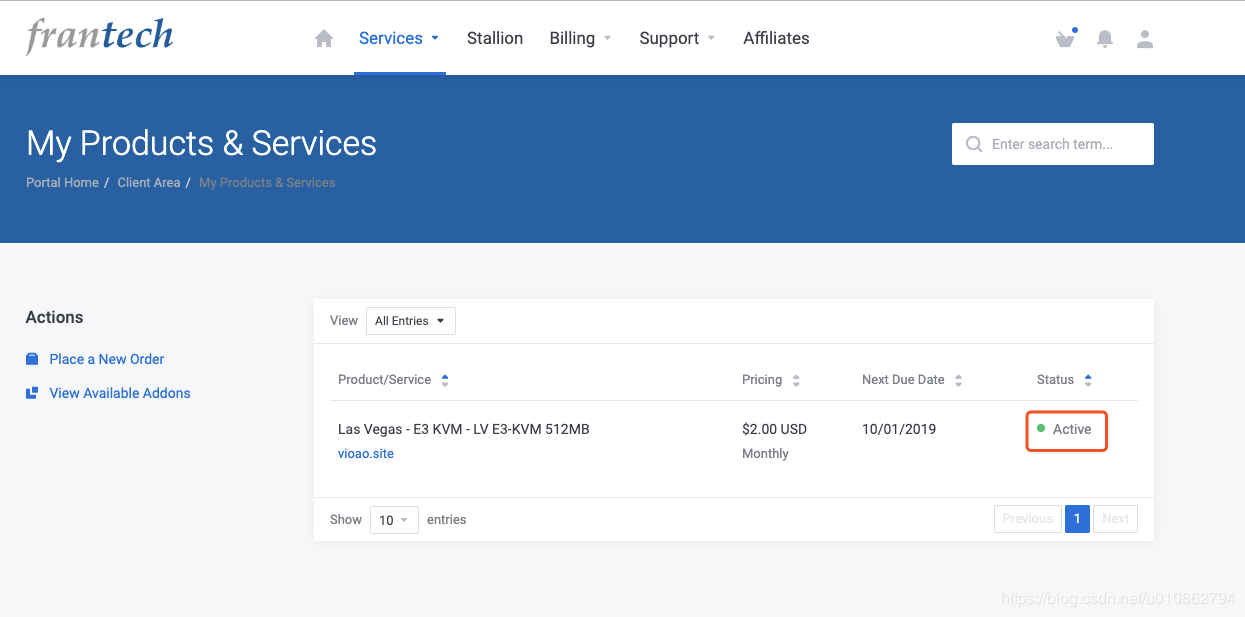 frantech
Services Stallion Billing Support Affiliates
My Products & Services
Enter search term...
Portal Home / Client Area / My Products & Services
Actions
Place a New Order
View Available Addons
View All Entries
Product/Service Pricing Next Due Date Status
Las Vegas - E3 KVM - LV E3-KVM 512MB $2.00 USD 10/01/2019 Active
vioao.site Monthly
Show 10 entries Previous 1 Next
https://blog.csdn.net/u010862794